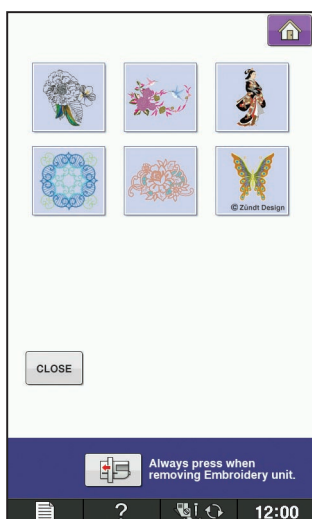 © Zündt Design
CLOSE
Always press when
removing Embroidery unit.
?
12:00